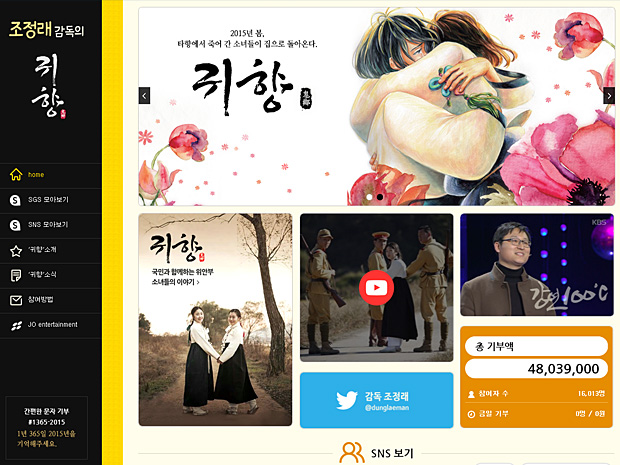 조정래 감독의
귀향
home
SGS 모아보기
SNS 모아보기
'귀향'소개
'귀향'소식
참여방법
JO entertainment
간편한 문자 기부
#1365-2015
1년 365일 2015년을
기억해주세요.
2015년 봄,
타향에서 죽어 간 소녀들이 집으로 돌아온다.
귀향
귀향
국민과 함께하는 위안부
소녀들의 이야기 >
감독 조정래
@dunglaeman
KBS
강연100℃
총 기부액
48,039,000
참여자 수 16,013명
금일 기부 0명 / 0원
SNS 보기